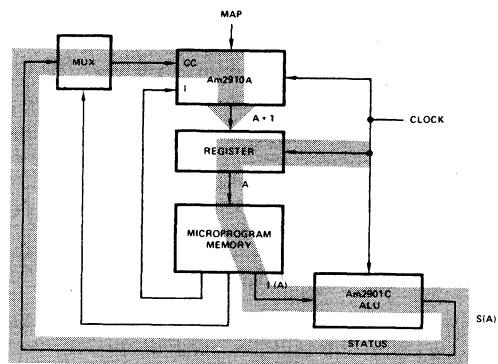 MAP
MUX
CC
Am2910A
I
A + 1
CLOCK
REGISTER
A
MICROPROGRAM
MEMORY
I (A)
Am2901C
ALU
S(A)
STATUS